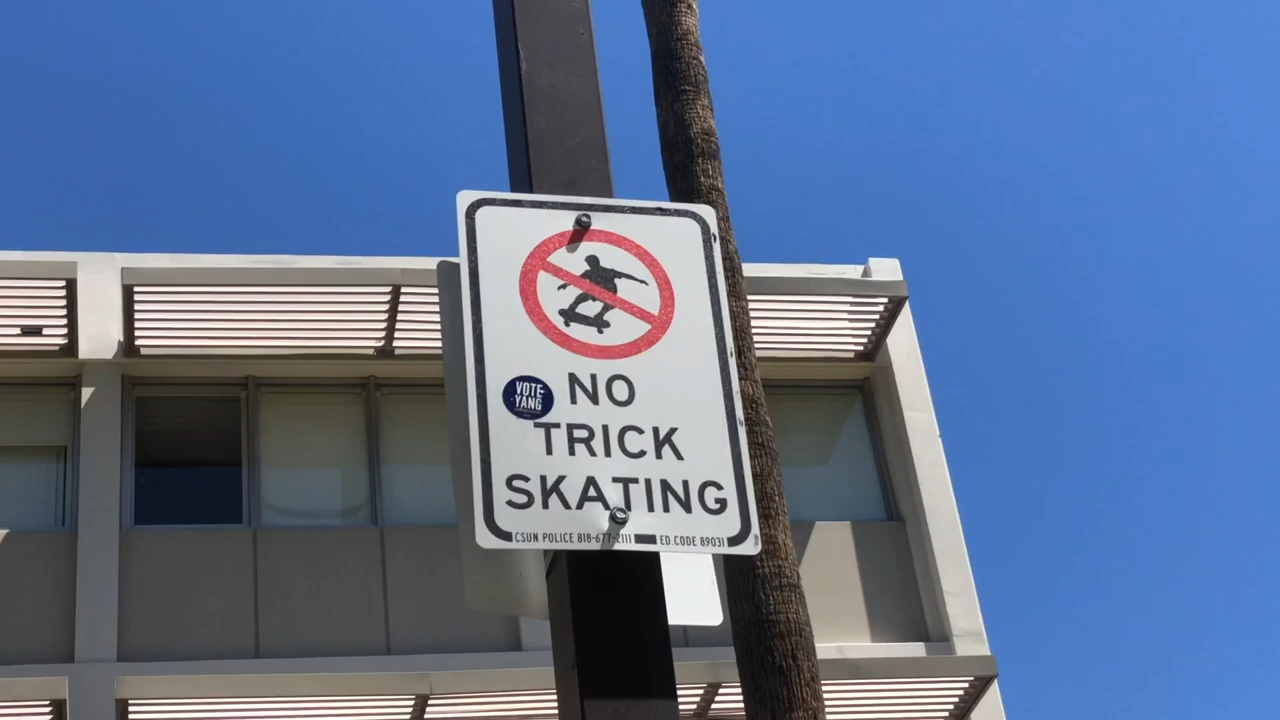 NO
VOTE
YANG
TRICK
SKATING
CSUN POLICE 818-677-2111 ED.CODE 89031